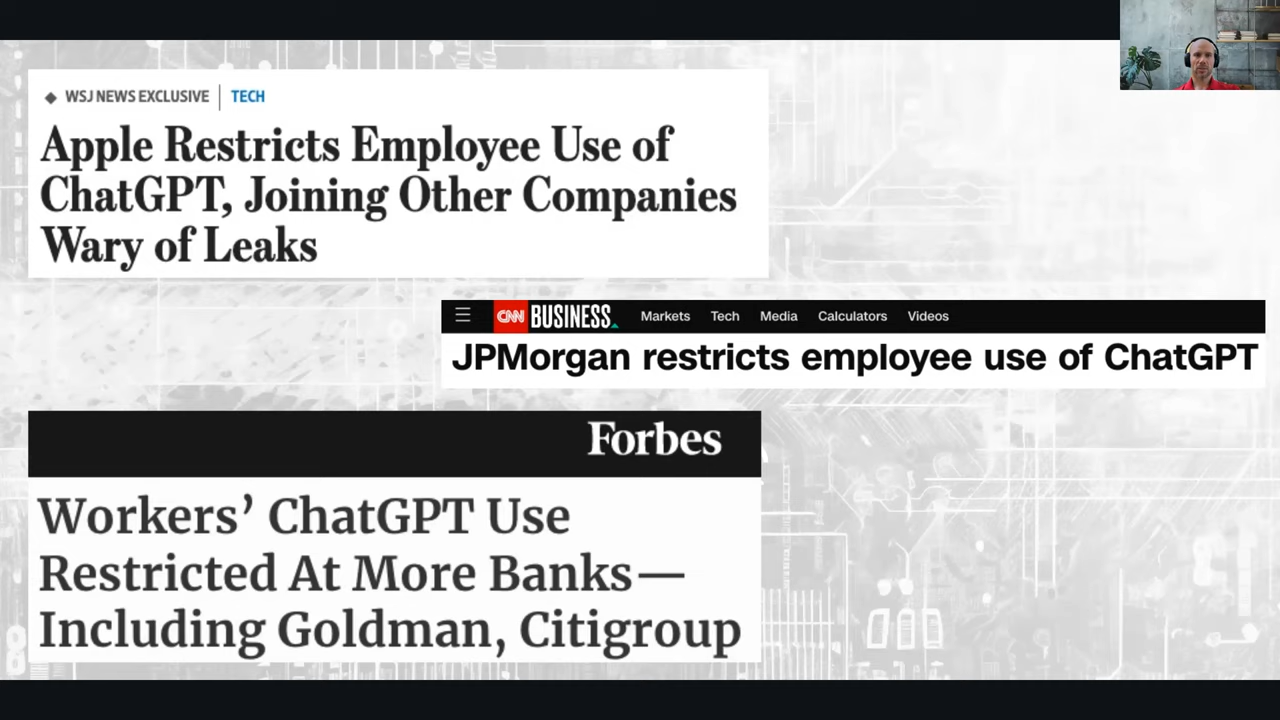 WSJ NEWS EXCLUSIVE | TECH
Apple Restricts Employee Use of
ChatGPT, Joining Other Companies
Wary of Leaks
CNN BUSINESS Markets Tech Media Calculators Videos
JPMorgan restricts employee use of ChatGPT
Forbes
Workers’ ChatGPT Use
Restricted At More Banks—
Including Goldman, Citigroup